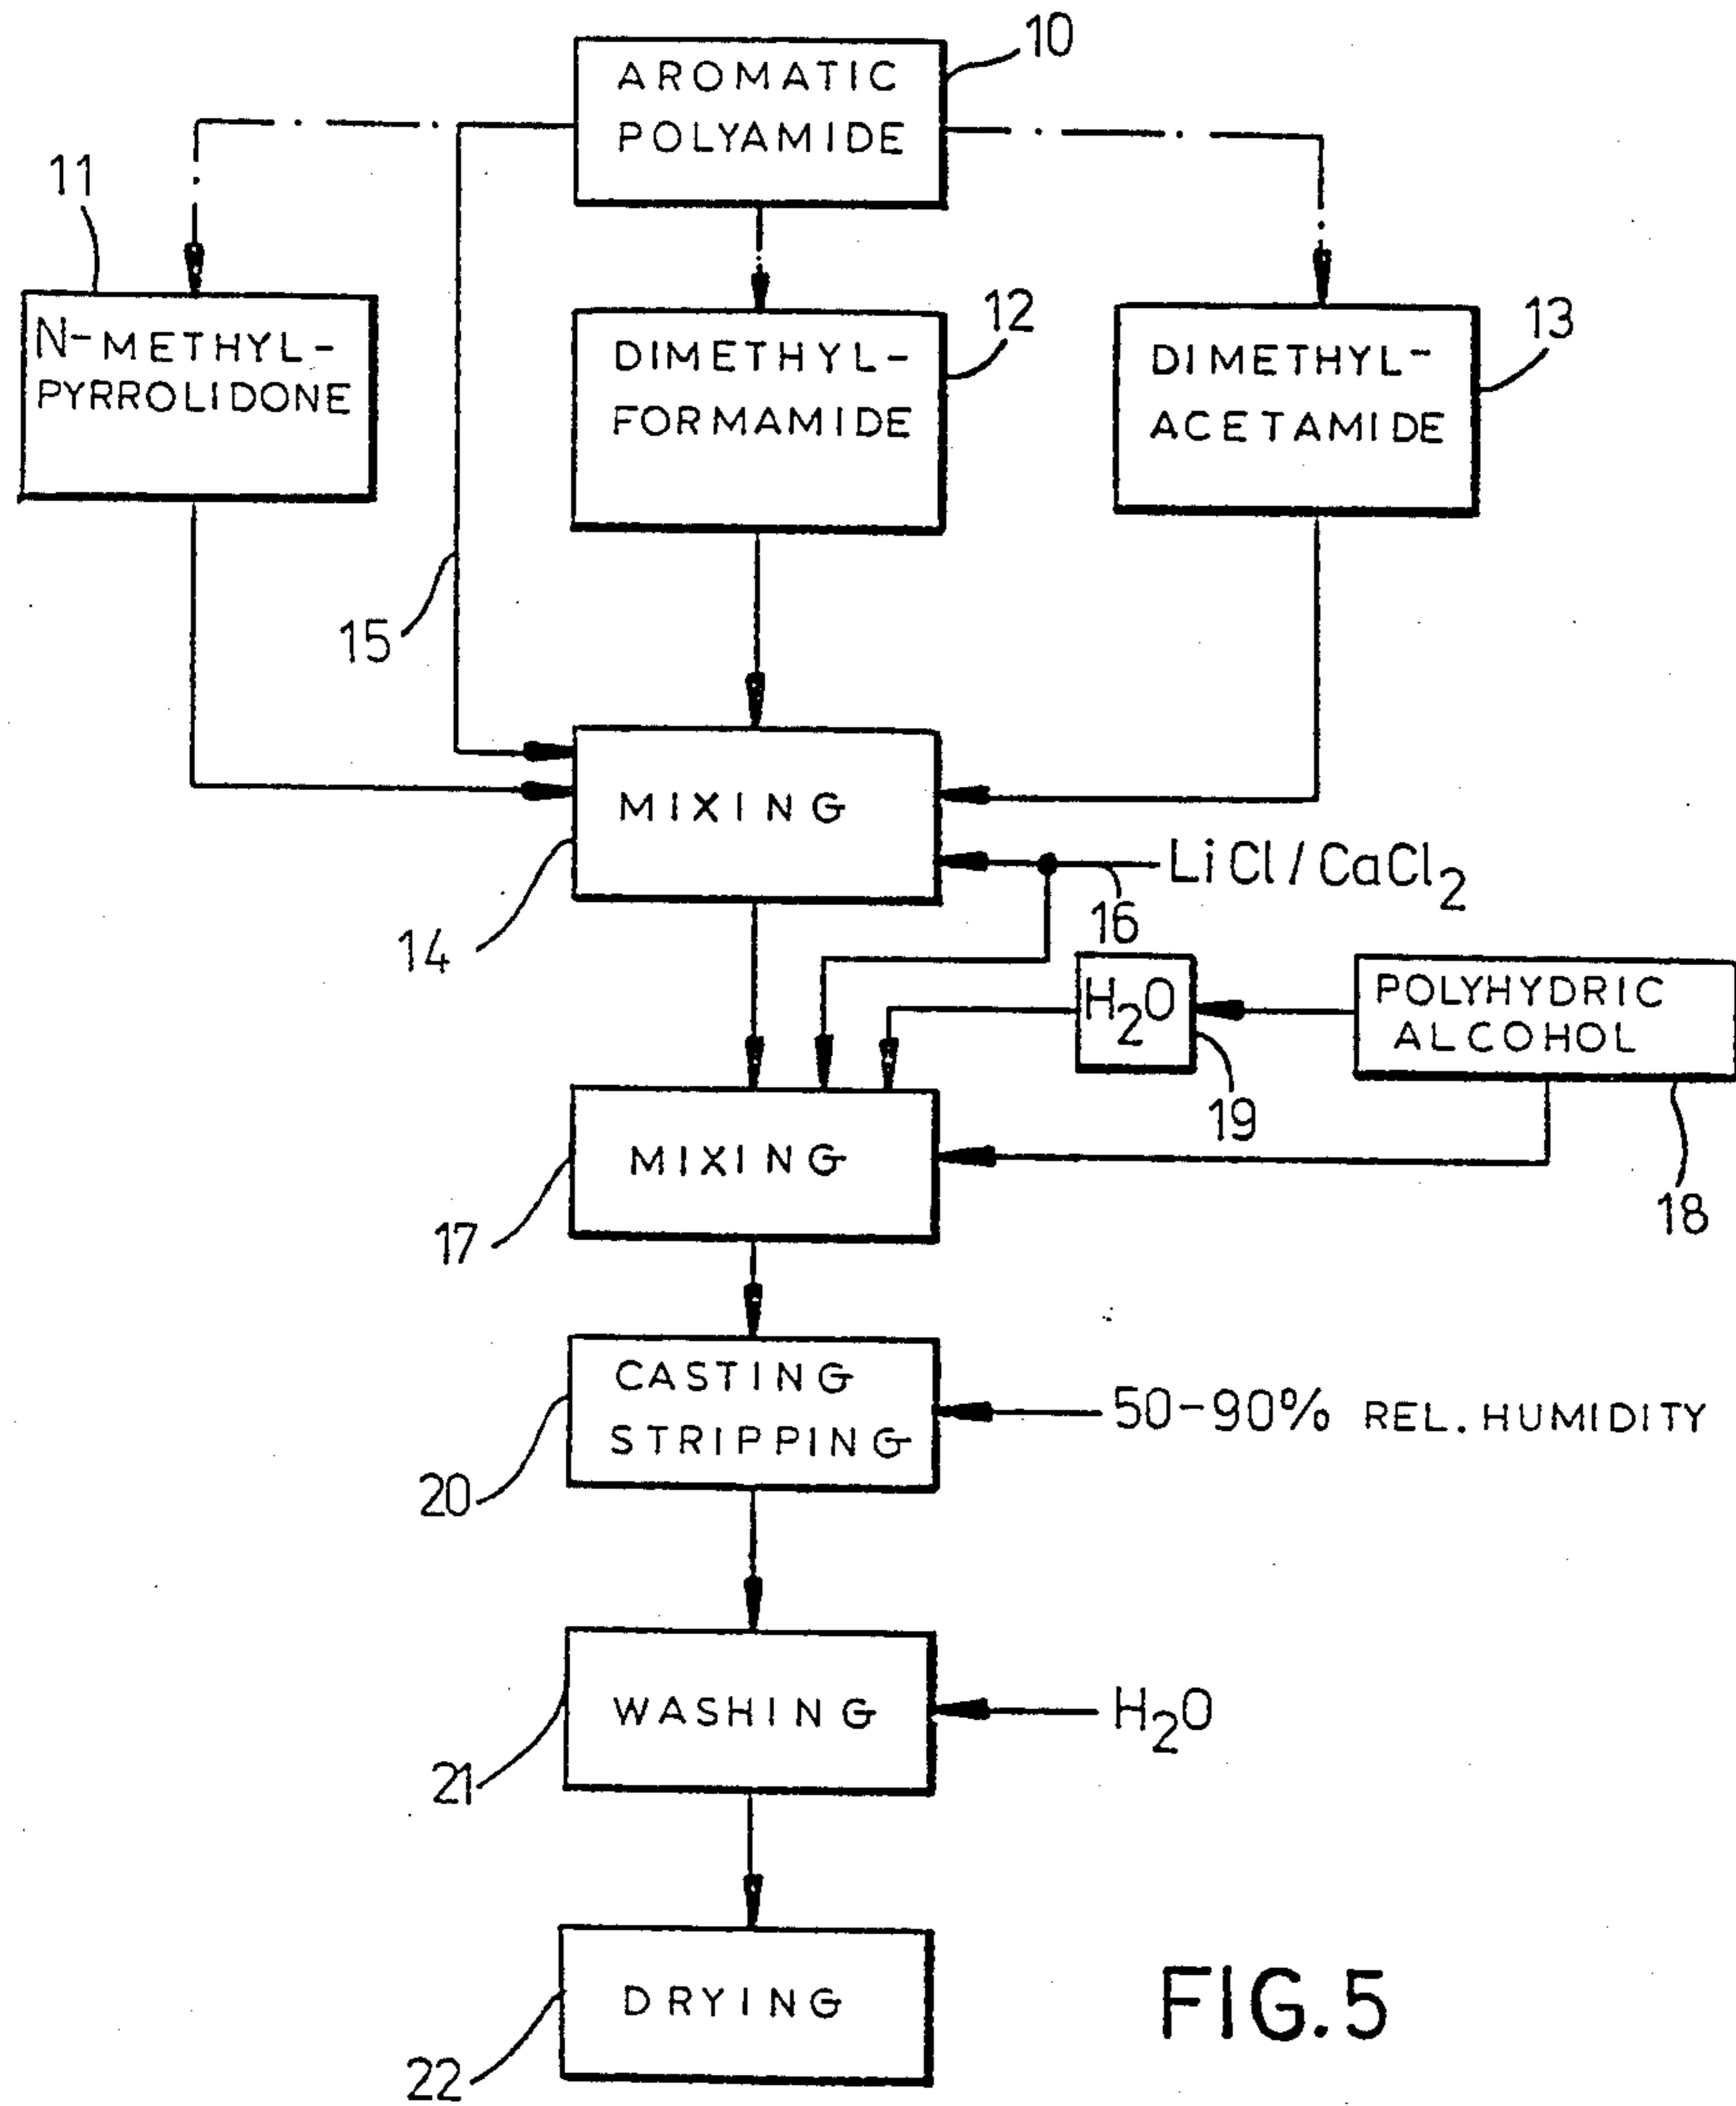 10
AROMATIC
POLYAMIDE
11
N-METHYL-
PYRROLIDONE
12
DIMETHYL-
FORMAMIDE
13
DIMETHYL-
ACETAMIDE
15
MIXING
LiCl/CaCl₂
14
16
H₂O
POLYHYDRIC
ALCOHOL
19
MIXING
17
18
CASTING
STRIPPING
50-90% REL. HUMIDITY
20
WASHING
H₂O
21
DRYING
22
FIG. 5